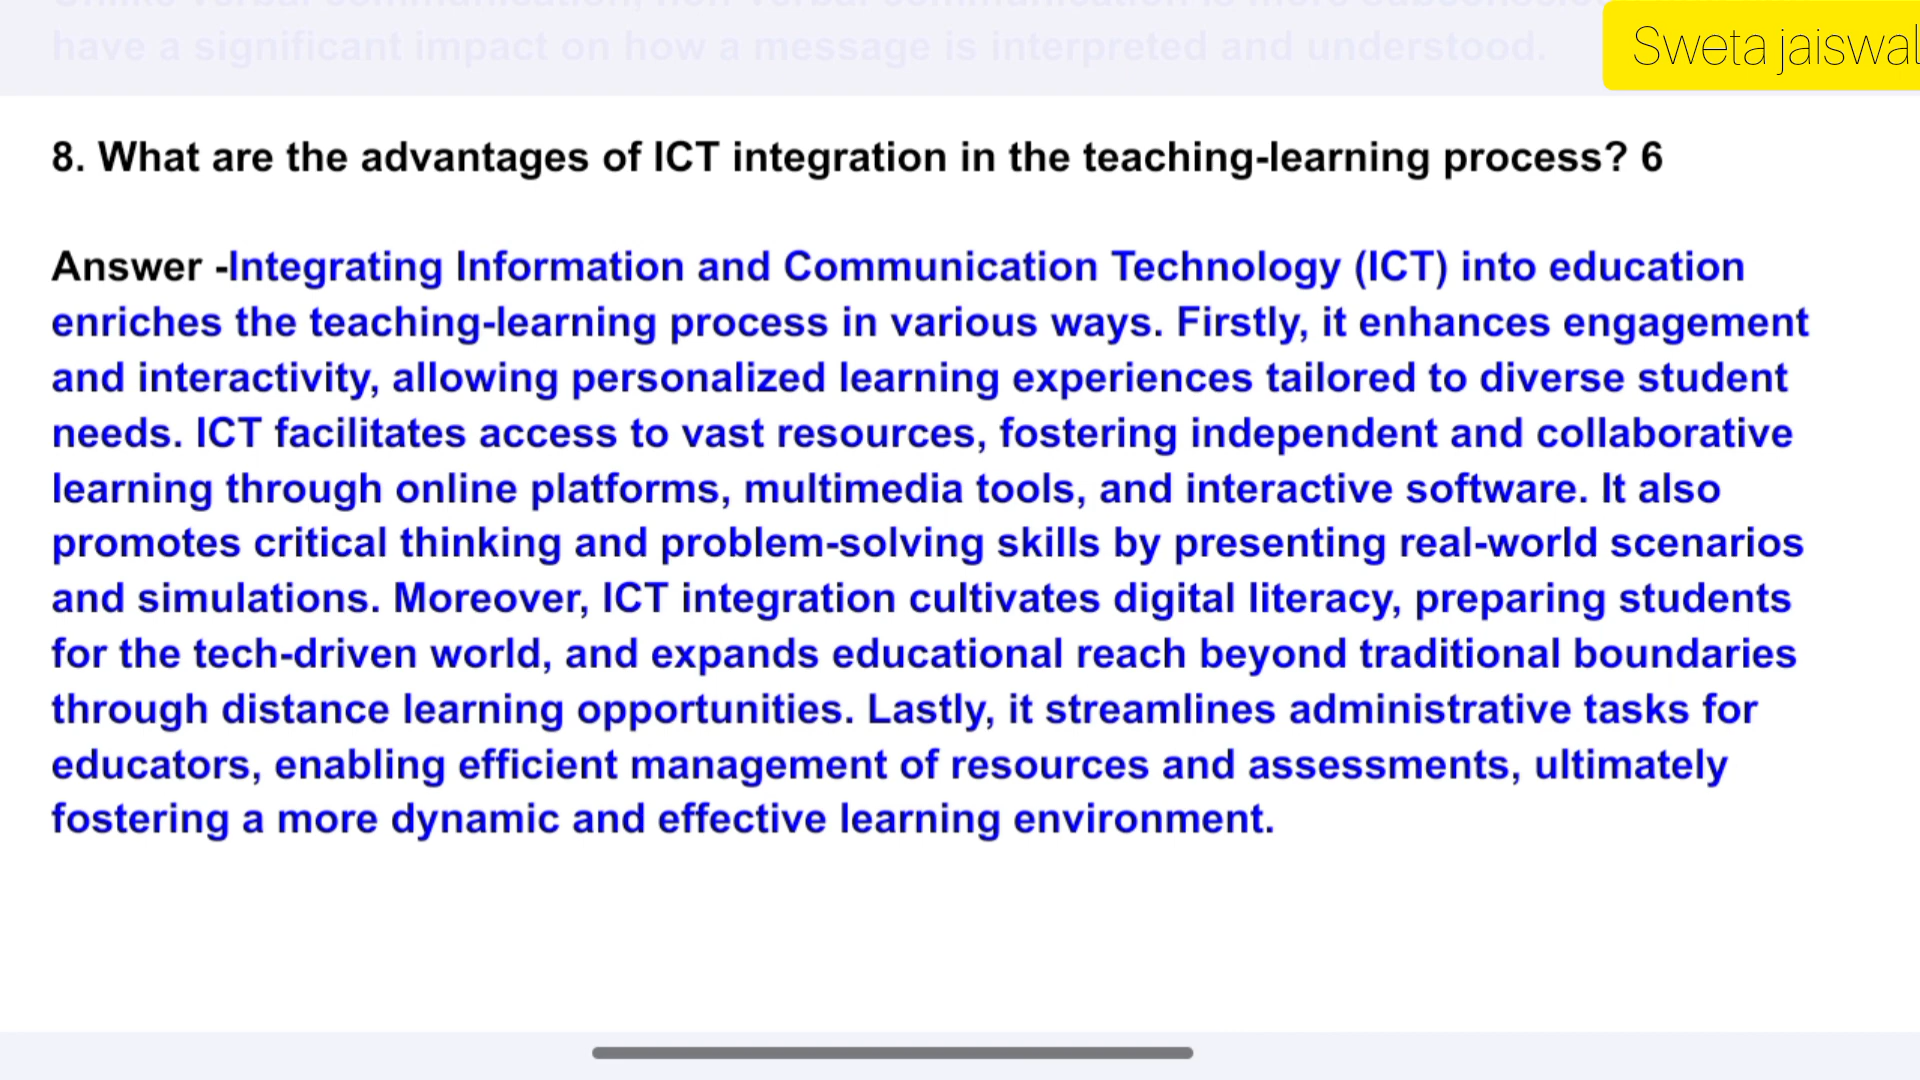 have a significant impact on how a message is interpreted and understood.
Sweta jaiswal
8. What are the advantages of ICT integration in the teaching-learning process? 6
Answer -Integrating Information and Communication Technology (ICT) into education
enriches the teaching-learning process in various ways. Firstly, it enhances engagement
and interactivity, allowing personalized learning experiences tailored to diverse student
needs. ICT facilitates access to vast resources, fostering independent and collaborative
learning through online platforms, multimedia tools, and interactive software. It also
promotes critical thinking and problem-solving skills by presenting real-world scenarios
and simulations. Moreover, ICT integration cultivates digital literacy, preparing students
for the tech-driven world, and expands educational reach beyond traditional boundaries
through distance learning opportunities. Lastly, it streamlines administrative tasks for
educators, enabling efficient management of resources and assessments, ultimately
fostering a more dynamic and effective learning environment.